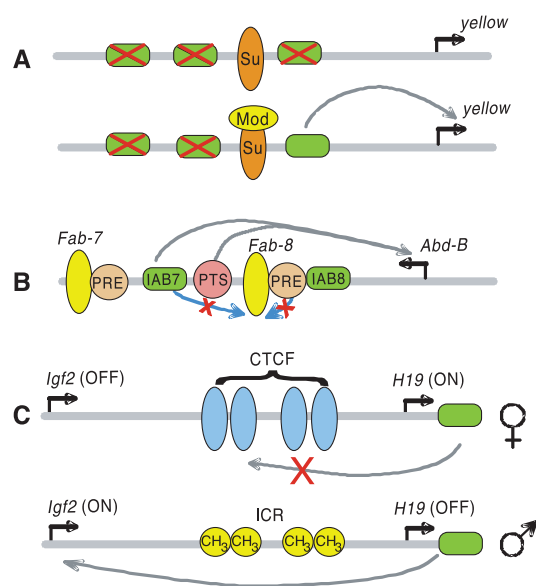 yellow
A
Su
yellow
Mod
Su
Fab-7
Fab-8
Abd-B
B
PRE
IAB7
PTS
PRE
IAB8
CTCF
Igf2 (OFF)
H19 (ON)
C
Igf2 (ON)
ICR
H19 (OFF)
CH3 CH3 CH3 CH3